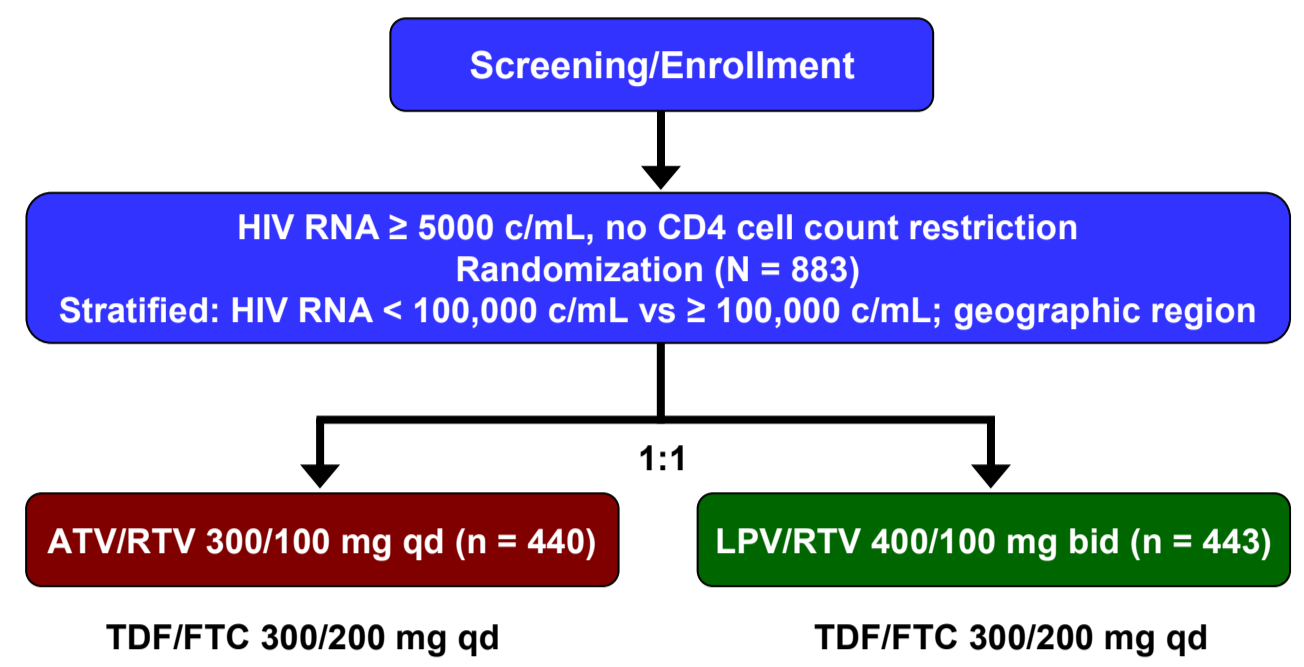 Screening/Enrollment
HIV RNA ≥ 5000 c/mL, no CD4 cell count restriction
Randomization (N = 883)
Stratified: HIV RNA < 100,000 c/mL vs ≥ 100,000 c/mL; geographic region
1:1
ATV/RTV 300/100 mg qd (n = 440)
LPV/RTV 400/100 mg bid (n = 443)
TDF/FTC 300/200 mg qd
TDF/FTC 300/200 mg qd